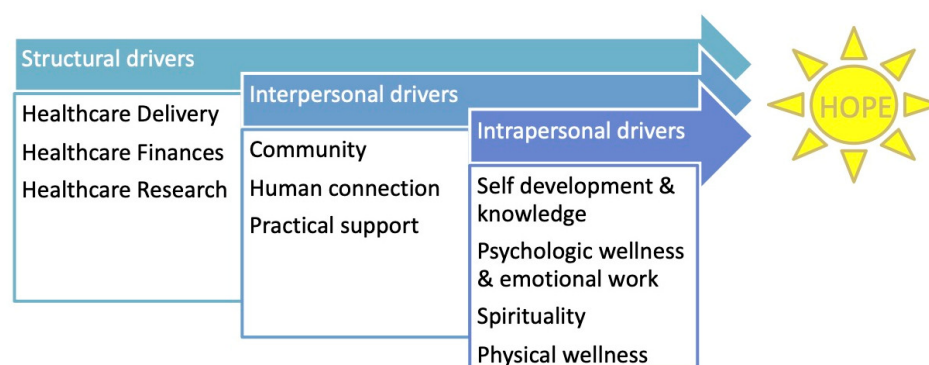 Structural drivers
Healthcare Delivery
Healthcare Finances
Healthcare Research
Interpersonal drivers
Community
Human connection
Practical support
Intrapersonal drivers
Self development &
knowledge
Psychologic wellness
& emotional work
Spirituality
Physical wellness
HOPE